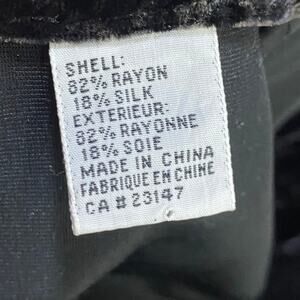 SHELL:
82% RAYON
18% SILK
EXTERIEUR:
82% RAYONNE
18% SOIE
MADE IN CHINA
FABRIQUE EN CHINE
CA # 23147